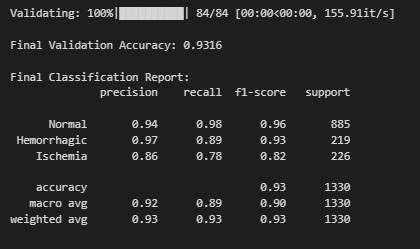 Validating: 100%|██████████| 84/84 [00:00<00:00, 155.91it/s]
Final Validation Accuracy: 0.9316
Final Classification Report:
precision recall f1-score support
Normal 0.94 0.98 0.96 885
Hemorrhagic 0.97 0.89 0.93 219
Ischemia 0.86 0.78 0.82 226
accuracy 0.93 1330
macro avg 0.92 0.89 0.90 1330
weighted avg 0.93 0.93 0.93 1330